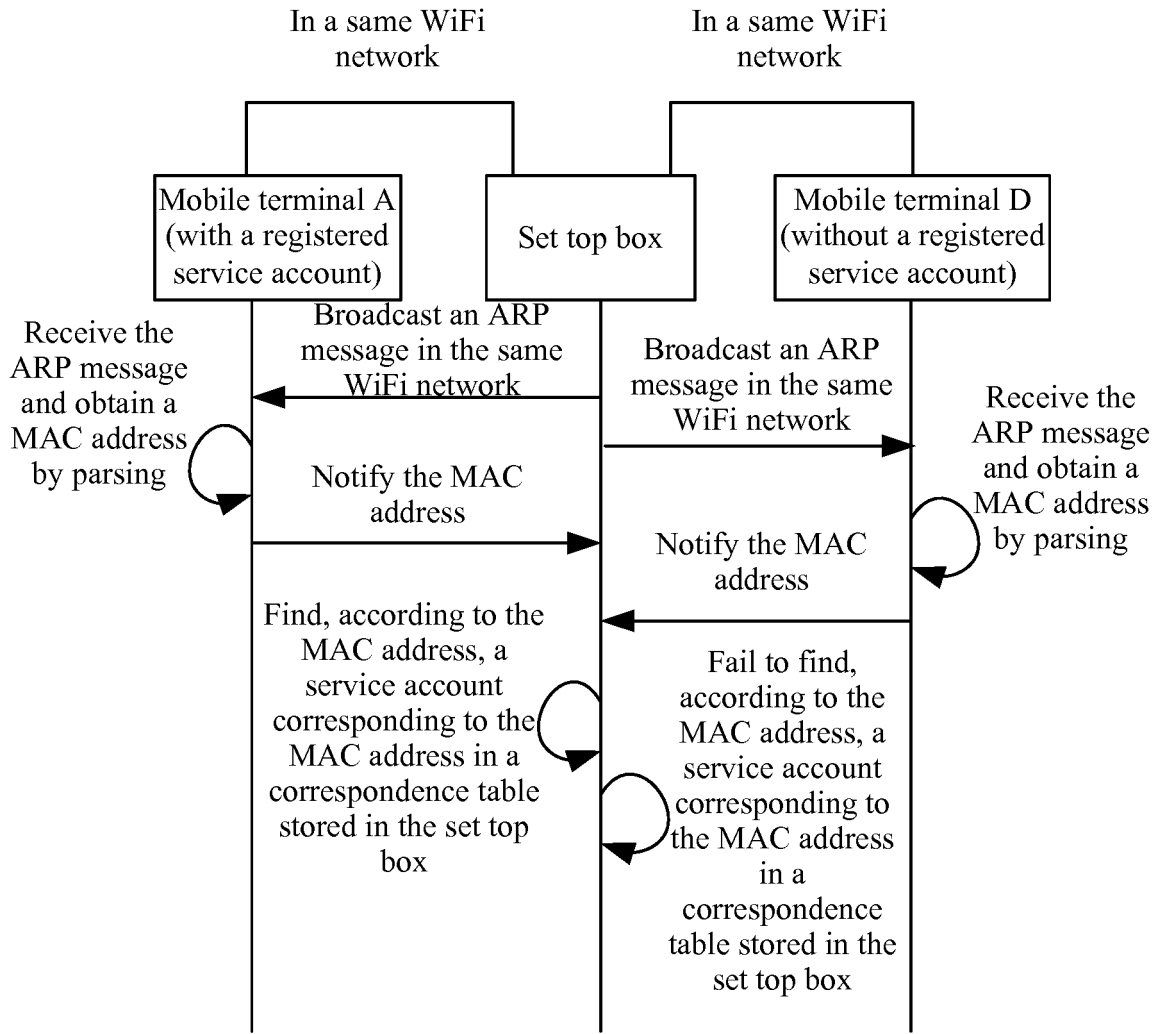 In a same WiFi
network
In a same WiFi
network
Mobile terminal A
(with a registered
service account)
Set top box
Mobile terminal D
(without a registered
service account)
Receive the
ARP message
and obtain a
MAC address
by parsing
Broadcast an ARP
message in the same
WiFi network
Broadcast an ARP
message in the same
WiFi network
Receive the
ARP message
and obtain a
MAC address
by parsing
Notify the MAC
address
Notify the MAC
address
Find, according to the
MAC address, a
service account
corresponding to the
MAC address in a
correspondence table
stored in the set top
box
Fail to find,
according to the
MAC address, a
service account
corresponding to
the MAC address
in a
correspondence
table stored in the
set top box